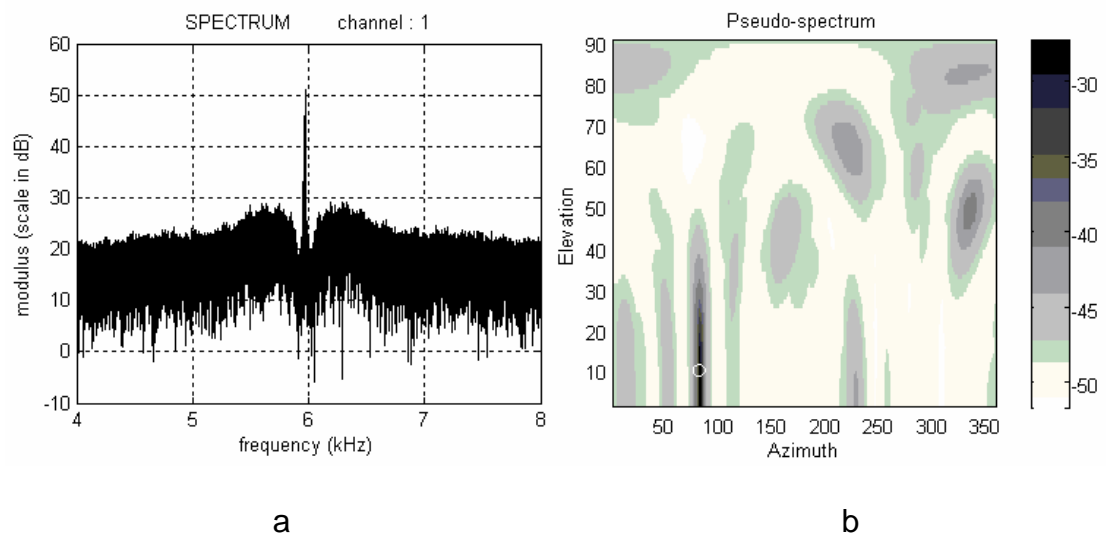 SPECTRUM channel : 1
60
50
40
30
20
10
0
-10
modulus (scale in dB)
4 5 6 7 8
frequency (kHz)
a
Pseudo-spectrum
90
80
70
60
50
40
30
20
10
Elevation
50 100 150 200 250 300 350
Azimuth
-30
-35
-40
-45
-50
b